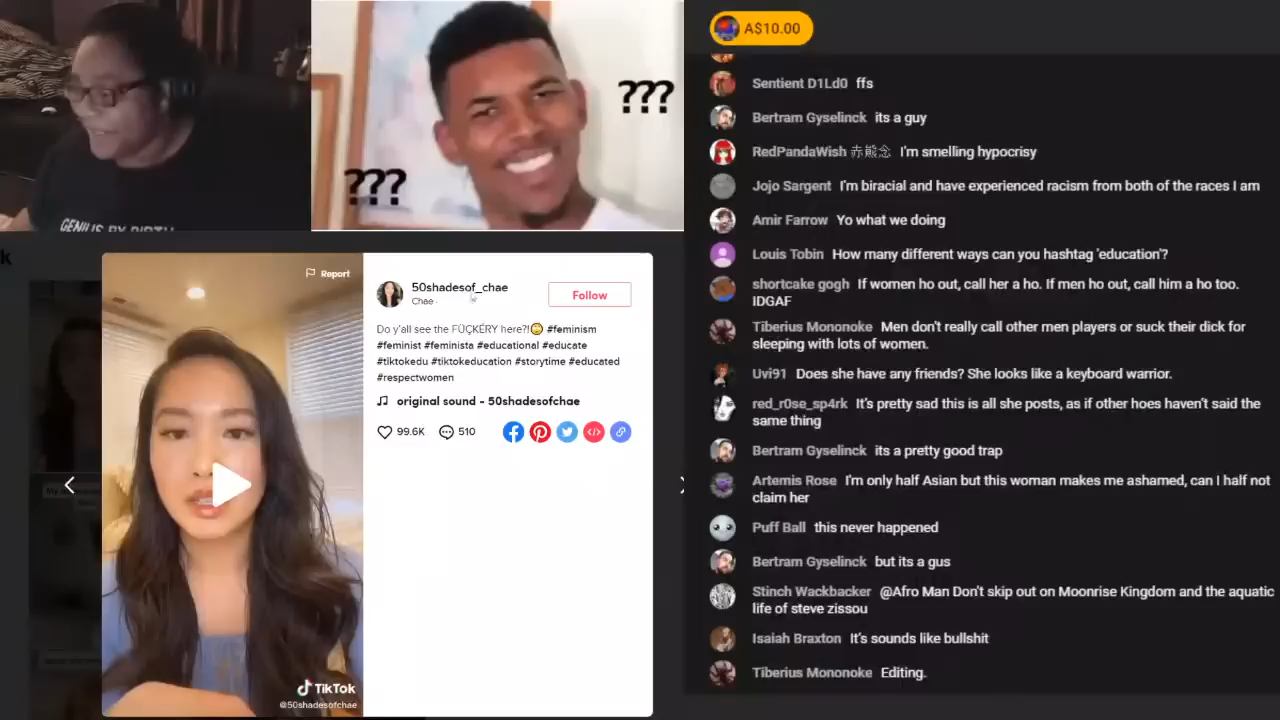 GENIUS BY BIRTH
???
???
k
Report
50shadesof_chae
Chae ·
Follow
Do y'all see the FÜÇKÉRY here?!🙄 #feminism
#feminist #feminista #educational #educate
#tiktokedu #tiktokeducation #storytime #educated
#respectwomen
original sound - 50shadesofchae
99.6K
510
TikTok
@50shadesofchae
A$10.00
Sentient D1Ld0 ffs
Bertram Gyselinck its a guy
RedPandaWish 赤熊念 I'm smelling hypocrisy
Jojo Sargent I'm biracial and have experienced racism from both of the races I am
Amir Farrow Yo what we doing
Louis Tobin How many different ways can you hashtag 'education'?
shortcake gogh If women ho out, call her a ho. If men ho out, call him a ho too.
IDGAF
Tiberius Mononoke Men don't really call other men players or suck their dick for
sleeping with lots of women.
Uvi91 Does she have any friends? She looks like a keyboard warrior.
red_r0se_sp4rk It's pretty sad this is all she posts, as if other hoes haven't said the
same thing
Bertram Gyselinck its a pretty good trap
Artemis Rose I'm only half Asian but this woman makes me ashamed, can I half not
claim her
Puff Ball this never happened
Bertram Gyselinck but its a gus
Stinch Wackbacker @Afro Man Don't skip out on Moonrise Kingdom and the aquatic
life of steve zissou
Isaiah Braxton It's sounds like bullshit
Tiberius Mononoke Editing.